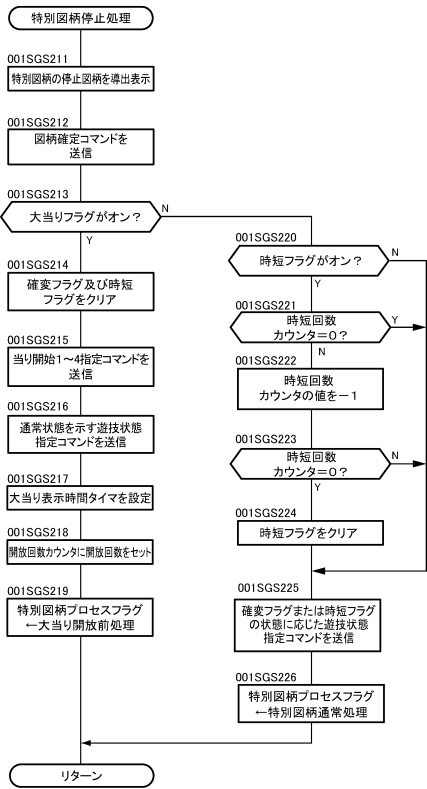 特別図柄停止処理
001SGS211
特別図柄の停止図柄を導出表示
001SGS212
図柄確定コマンドを
送信
001SGS213
大当りフラグがオン？
N
Y
001SGS214
確変フラグ及び時短
フラグをクリア
001SGS215
当り開始１～４指定コマンドを
送信
001SGS216
通常状態を示す遊技状態
指定コマンドを送信
001SGS217
大当り表示時間タイマを設定
001SGS218
開放回数カウンタに開放回数をセット
001SGS219
特別図柄プロセスフラグ
←大当り開放前処理
001SGS220
時短フラグがオン？
N
Y
001SGS221
時短回数
カウンタ＝０？
Y
N
001SGS222
時短回数
カウンタの値を－１
001SGS223
時短回数
カウンタ＝０？
N
Y
001SGS224
時短フラグをクリア
001SGS225
確変フラグまたは時短フラグ
の状態に応じた遊技状態
指定コマンドを送信
001SGS226
特別図柄プロセスフラグ
←特別図柄通常処理
リターン